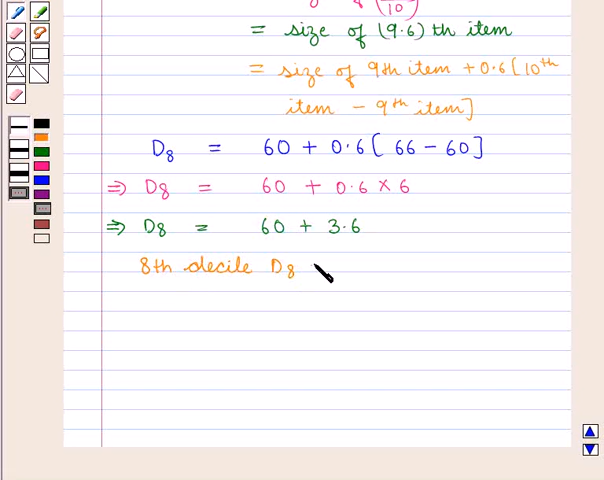 10
= size of (9.6)th item
= size of 9th item + 0.6[10th
item - 9th item]
D8 = 60 + 0.6[66 - 60]
⇒ D8 = 60 + 0.6 × 6
⇒ D8 = 60 + 3.6
8th decile D8